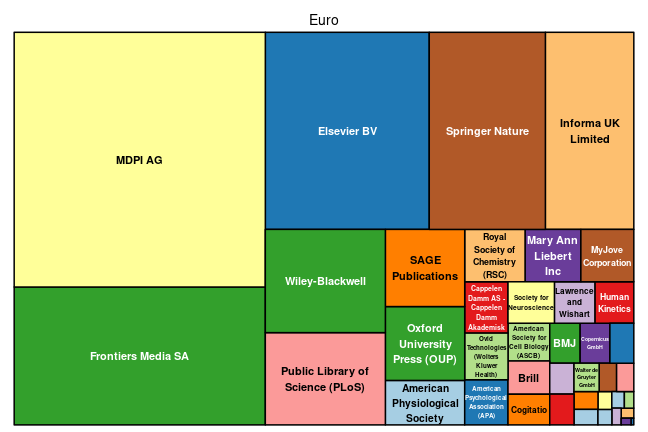 Euro
MDPI AG
Elsevier BV
Springer Nature
Informa UK
Limited
Frontiers Media SA
Wiley-Blackwell
Public Library of
Science (PLoS)
SAGE
Publications
Oxford
University
Press (OUP)
American
Physiological
Society
Royal
Society of
Chemistry
(RSC)
Mary Ann
Liebert
Inc
MyJove
Corporation
Cappelen
Damm AS -
Cappelen
Damm
Akademisk
Society for
Neuroscience
Lawrence
and
Wishart
Human
Kinetics
Ovid
Technologies
(Wolters
Kluwer
Health)
American
Society for
Cell Biology
(ASCB)
BMJ
Copernicus
GmbH
American
Psychological
Association
(APA)
Brill
Walter de
Gruyter
GmbH
Cogitatio